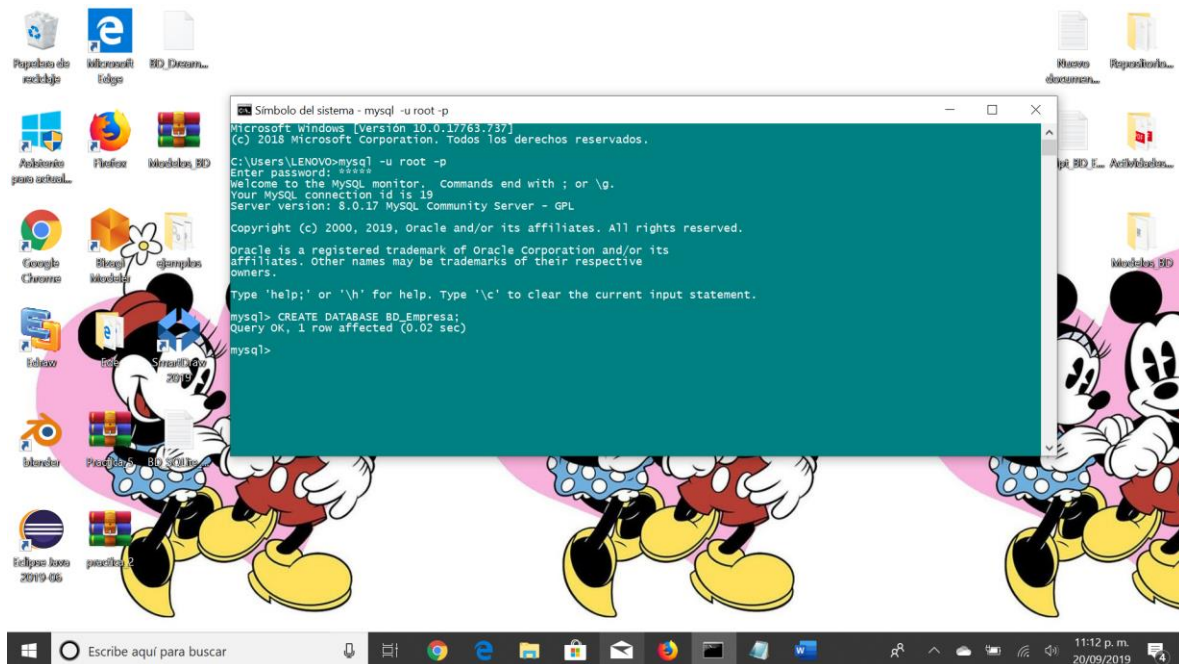 Papelera de
reciclaje
Microsoft
Edge
BD_Dream...
Nuevo
documen...
Repositorio...
Asistente
para actual...
Firefox
Modelos_BD
ipt_BD_E...
Actividades...
Google
Chrome
Bizagi
Modeler
ejemplos
Modelos_BD
Edraw
Ede
SmartDraw
2019
blender
Practica 5
BD_SQLite_...
Eclipse Java
2019-06
practica_2
Símbolo del sistema - mysql -u root -p
Microsoft Windows [Versión 10.0.17763.737]
(c) 2018 Microsoft Corporation. Todos los derechos reservados.
C:\Users\LENOVO>mysql -u root -p
Enter password: *****
Welcome to the MySQL monitor.  Commands end with ; or \g.
Your MySQL connection id is 19
Server version: 8.0.17 MySQL Community Server - GPL
Copyright (c) 2000, 2019, Oracle and/or its affiliates. All rights reserved.
Oracle is a registered trademark of Oracle Corporation and/or its
affiliates. Other names may be trademarks of their respective
owners.
Type 'help;' or '\h' for help. Type '\c' to clear the current input statement.
mysql> CREATE DATABASE BD_Empresa;
Query OK, 1 row affected (0.02 sec)
mysql>
Escribe aquí para buscar
11:12 p. m.
20/09/2019
4